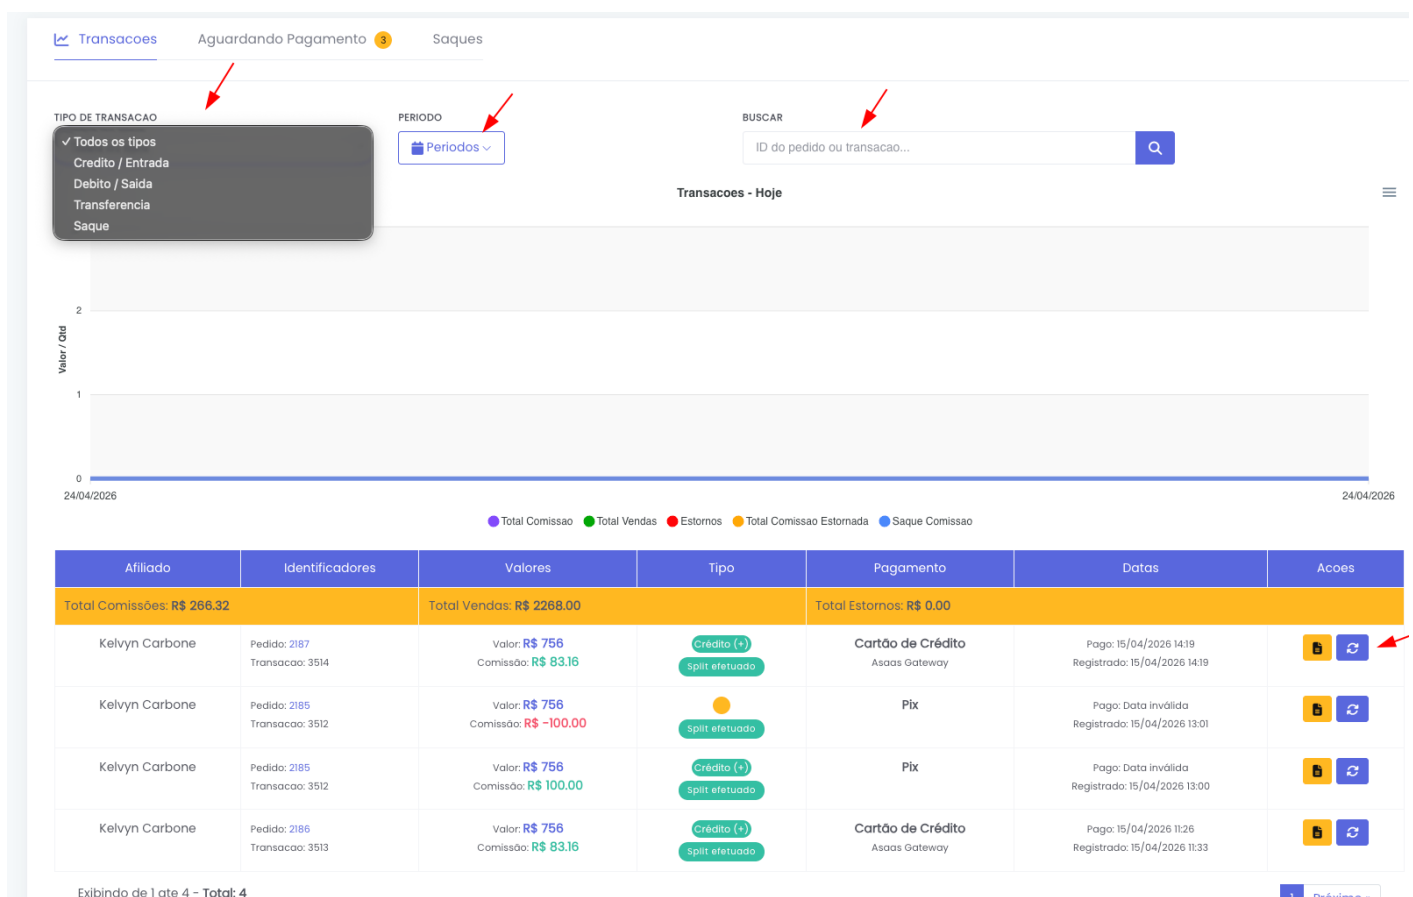 Transacoes Aguardando Pagamento 3 Saques
TIPO DE TRANSACAO PERIODO BUSCAR
✓ Todos os tipos
Credito / Entrada
Debito / Saida
Transferencia
Saque
Periodos
ID do pedido ou transacao...
Transacoes - Hoje
Valor / Qtd
2
1
0
24/04/2026 24/04/2026
Total Comissao Total Vendas Estornos Total Comissao Estornada Saque Comissao
Afiliado Identificadores Valores Tipo Pagamento Datas Acoes
Total Comissões: R$ 266.32 Total Vendas: R$ 2268.00 Total Estornos: R$ 0.00
Kelvyn Carbone Pedido: 2187 Valor: R$ 756 Crédito (+) Cartão de Crédito Pago: 15/04/2026 14:19
Transacao: 3514 Comissão: R$ 83.16 Split efetuado Asaas Gateway Registrado: 15/04/2026 14:19
Kelvyn Carbone Pedido: 2185 Valor: R$ 756 Pix Pago: Data inválida
Transacao: 3512 Comissão: R$ -100.00 Split efetuado Registrado: 15/04/2026 13:01
Kelvyn Carbone Pedido: 2185 Valor: R$ 756 Crédito (+) Pix Pago: Data inválida
Transacao: 3512 Comissão: R$ 100.00 Split efetuado Registrado: 15/04/2026 13:00
Kelvyn Carbone Pedido: 2186 Valor: R$ 756 Crédito (+) Cartão de Crédito Pago: 15/04/2026 11:26
Transacao: 3513 Comissão: R$ 83.16 Split efetuado Asaas Gateway Registrado: 15/04/2026 11:33
Exibindo de 1 ate 4 - Total: 4 1 Próximo